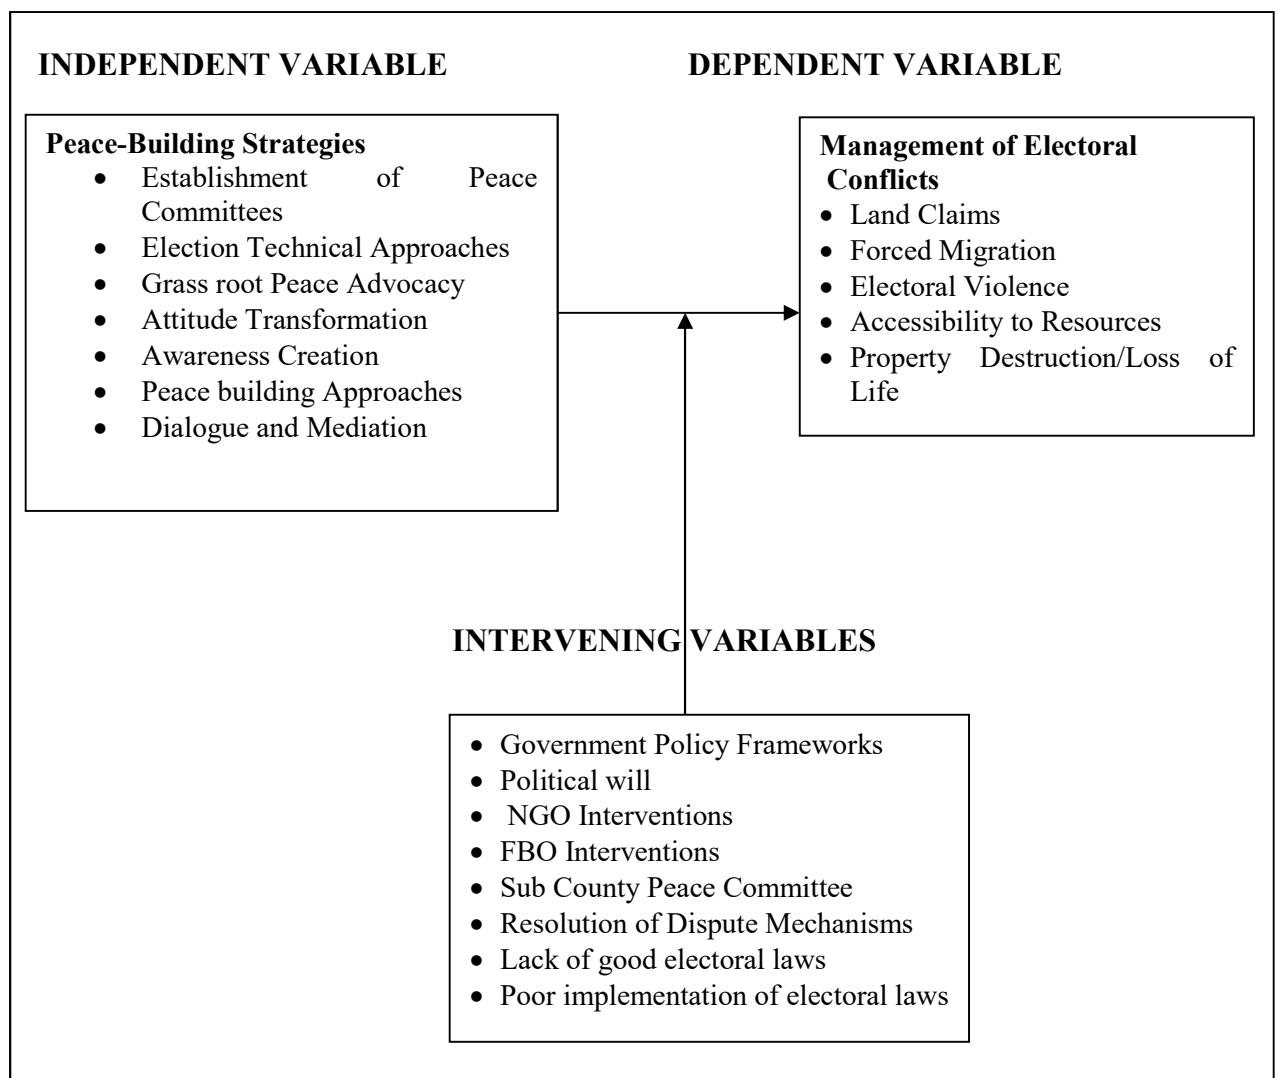 INDEPENDENT VARIABLE
DEPENDENT VARIABLE
Peace-Building Strategies
• Establishment of Peace
Committees
• Election Technical Approaches
• Grass root Peace Advocacy
• Attitude Transformation
• Awareness Creation
• Peace building Approaches
• Dialogue and Mediation
Management of Electoral
Conflicts
• Land Claims
• Forced Migration
• Electoral Violence
• Accessibility to Resources
• Property Destruction/Loss of
Life
INTERVENING VARIABLES
• Government Policy Frameworks
• Political will
• NGO Interventions
• FBO Interventions
• Sub County Peace Committee
• Resolution of Dispute Mechanisms
• Lack of good electoral laws
• Poor implementation of electoral laws